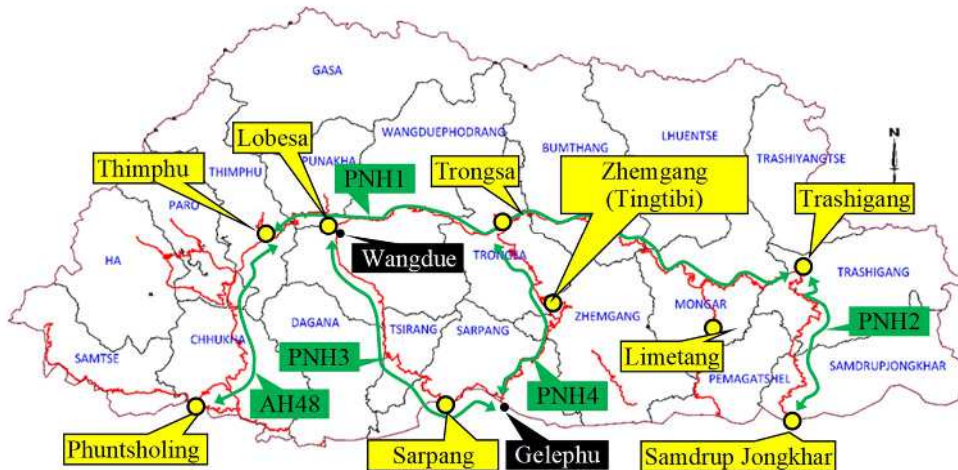 GASA
WANGDUEPHODRANG
Lobesa
LHUENTSE
BUMTHANG
N
PUNAKHA
TRASHIYANGTSE
Thimphu
THIMPHU
PNH1
Trongsa
Zhemgang
(Tingtibi)
Trashigang
PARO
Wangdue
TRONGSA
HA
TRASHIGANG
MONGAR
DAGANA
TSIRANG
SARPANG
ZHEMGANG
PNH2
CHHUKHA
Limetang
SAMTSE
PNH3
PNH4
PEMAGATSHEL
SAMDRUPJONGKHAR
AH48
Phuntsholing
Sarpang
Gelephu
Samdrup Jongkhar